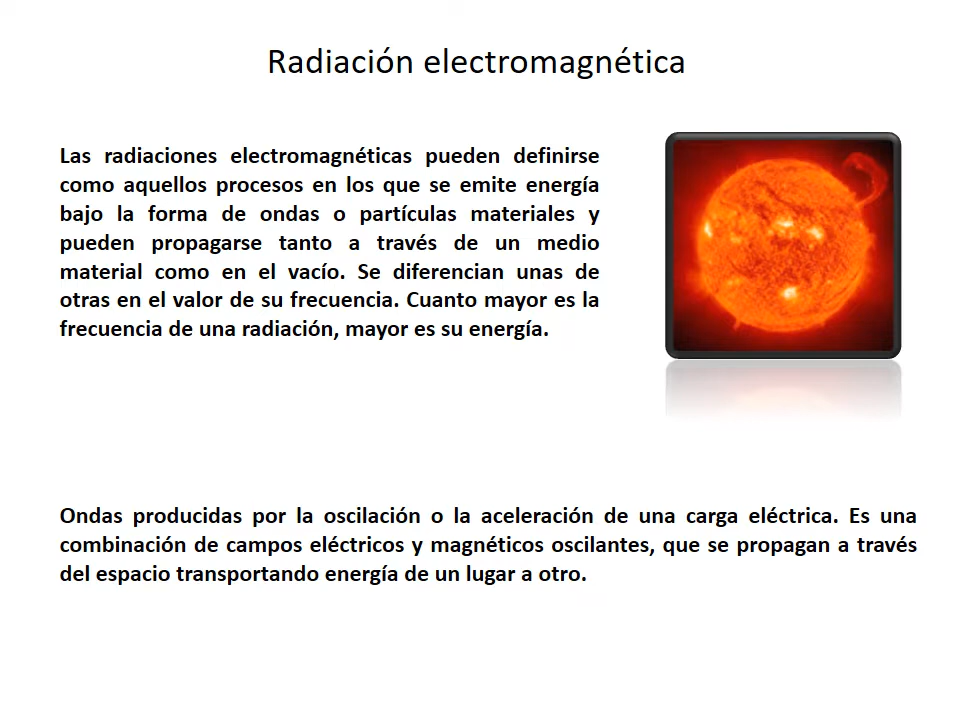 Radiación electromagnética
Las radiaciones electromagnéticas pueden definirse
como aquellos procesos en los que se emite energía
bajo la forma de ondas o partículas materiales y
pueden propagarse tanto a través de un medio
material como en el vacío. Se diferencian unas de
otras en el valor de su frecuencia. Cuanto mayor es la
frecuencia de una radiación, mayor es su energía.
Ondas producidas por la oscilación o la aceleración de una carga eléctrica. Es una
combinación de campos eléctricos y magnéticos oscilantes, que se propagan a través
del espacio transportando energía de un lugar a otro.